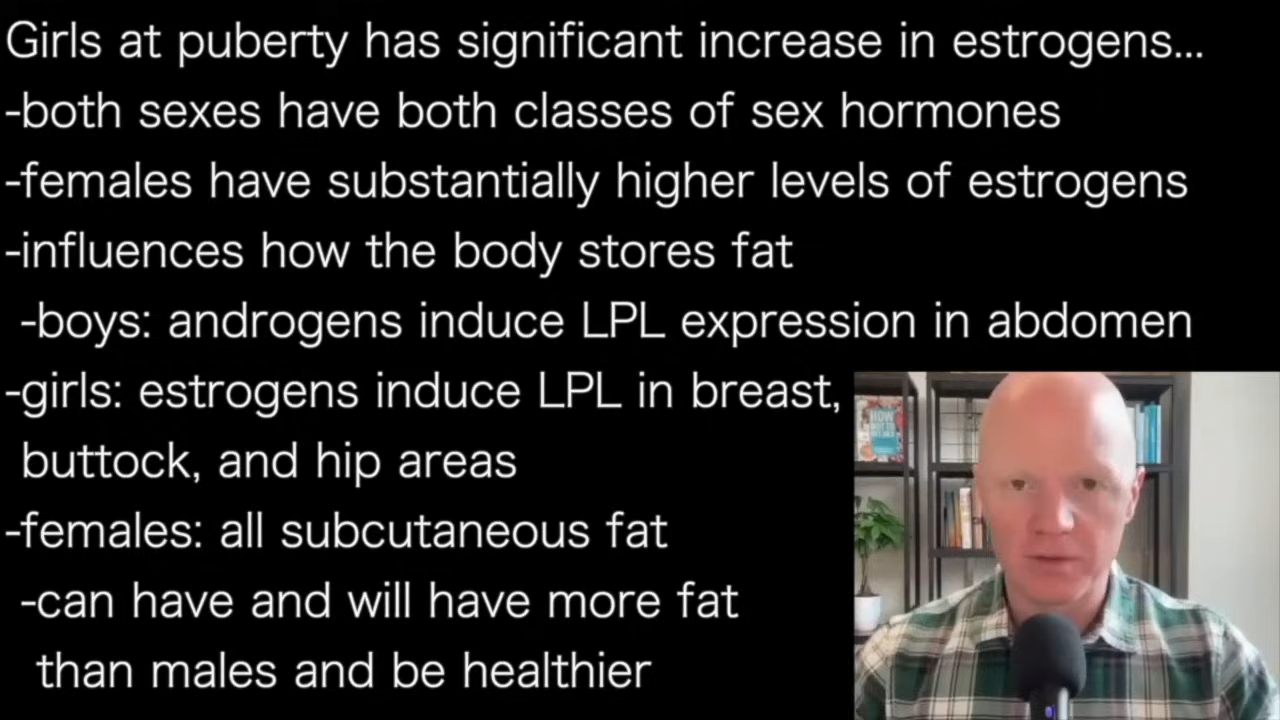 Girls at puberty has significant increase in estrogens...
-both sexes have both classes of sex hormones
-females have substantially higher levels of estrogens
-influences how the body stores fat
-boys: androgens induce LPL expression in abdomen
-girls: estrogens induce LPL in breast,
buttock, and hip areas
-females: all subcutaneous fat
-can have and will have more fat
than males and be healthier
HOW
NOT TO